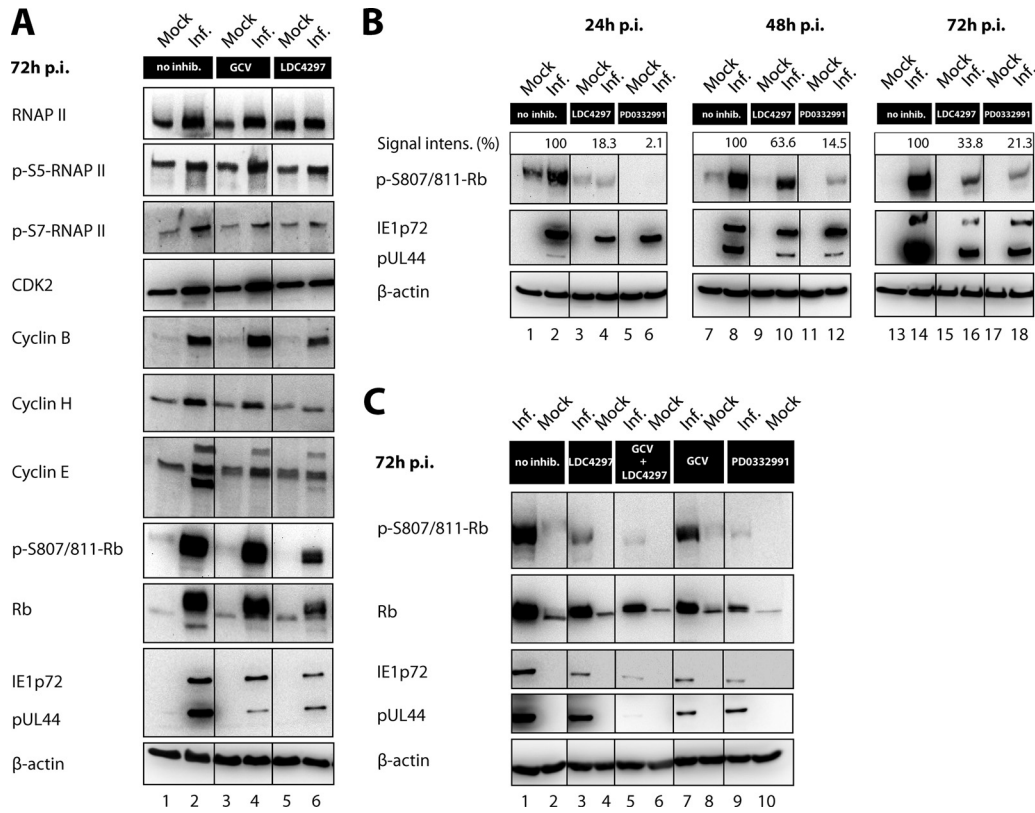 A
Mock Inf. Mock Inf. Mock Inf.
72h p.i.
no inhib. GCV LDC4297
RNAP II
p-S5-RNAP II
p-S7-RNAP II
CDK2
Cyclin B
Cyclin H
Cyclin E
p-S807/811-Rb
Rb
IE1p72
pUL44
β-actin
1 2 3 4 5 6
B
24h p.i. 48h p.i. 72h p.i.
Mock Inf. Mock Inf. Mock Inf. Mock Inf. Mock Inf. Mock Inf. Mock Inf. Mock Inf. Mock Inf.
no inhib. LDC4297 PD0332991 no inhib. LDC4297 PD0332991 no inhib. LDC4297 PD0332991
Signal intens. (%) 100 18.3 2.1 100 63.6 14.5 100 33.8 21.3
p-S807/811-Rb
IE1p72
pUL44
β-actin
1 2 3 4 5 6 7 8 9 10 11 12 13 14 15 16 17 18
C
Inf. Mock Inf. Mock Inf. Mock Inf. Mock Inf. Mock
72h p.i.
no inhib. LDC4297 GCV + LDC4297 GCV PD0332991
p-S807/811-Rb
Rb
IE1p72
pUL44
β-actin
1 2 3 4 5 6 7 8 9 10